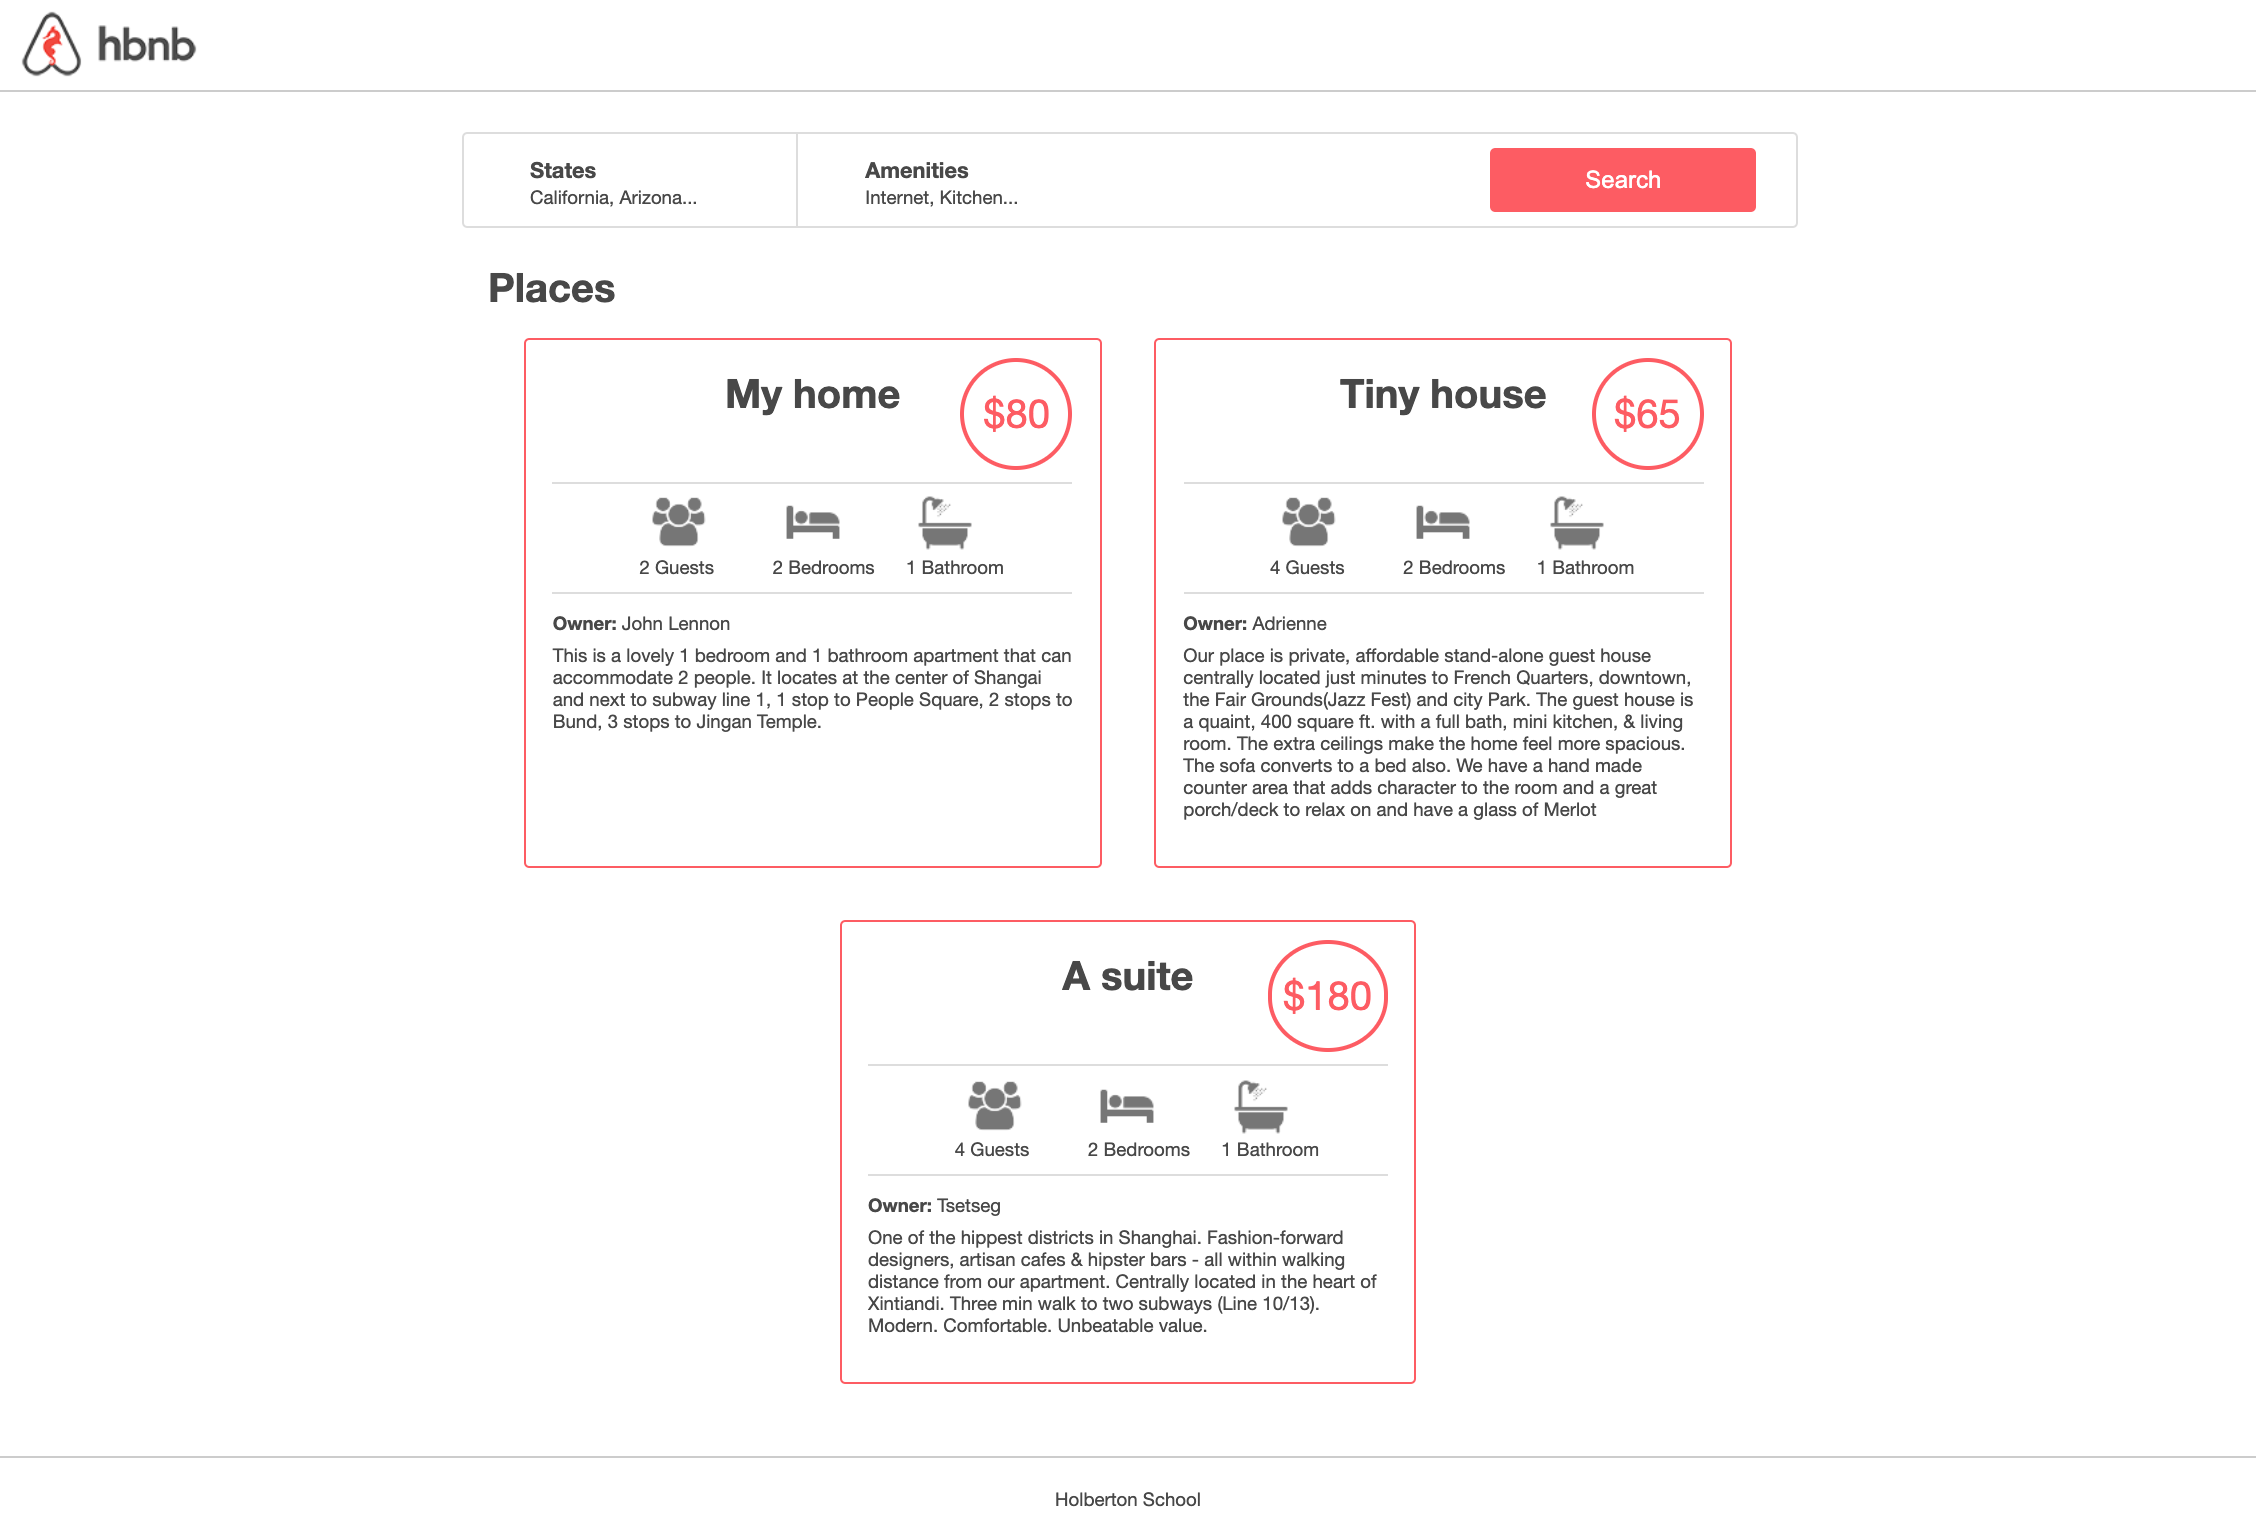 hbnb
States
California, Arizona...
Amenities
Internet, Kitchen...
Search
Places
My home
$80
2 Guests
2 Bedrooms
1 Bathroom
Owner: John Lennon
This is a lovely 1 bedroom and 1 bathroom apartment that can
accommodate 2 people. It locates at the center of Shangai
and next to subway line 1, 1 stop to People Square, 2 stops to
Bund, 3 stops to Jingan Temple.
Tiny house
$65
4 Guests
2 Bedrooms
1 Bathroom
Owner: Adrienne
Our place is private, affordable stand-alone guest house
centrally located just minutes to French Quarters, downtown,
the Fair Grounds(Jazz Fest) and city Park. The guest house is
a quaint, 400 square ft. with a full bath, mini kitchen, & living
room. The extra ceilings make the home feel more spacious.
The sofa converts to a bed also. We have a hand made
counter area that adds character to the room and a great
porch/deck to relax on and have a glass of Merlot
A suite
$180
4 Guests
2 Bedrooms
1 Bathroom
Owner: Tsetseg
One of the hippest districts in Shanghai. Fashion-forward
designers, artisan cafes & hipster bars - all within walking
distance from our apartment. Centrally located in the heart of
Xintiandi. Three min walk to two subways (Line 10/13).
Modern. Comfortable. Unbeatable value.
Holberton School